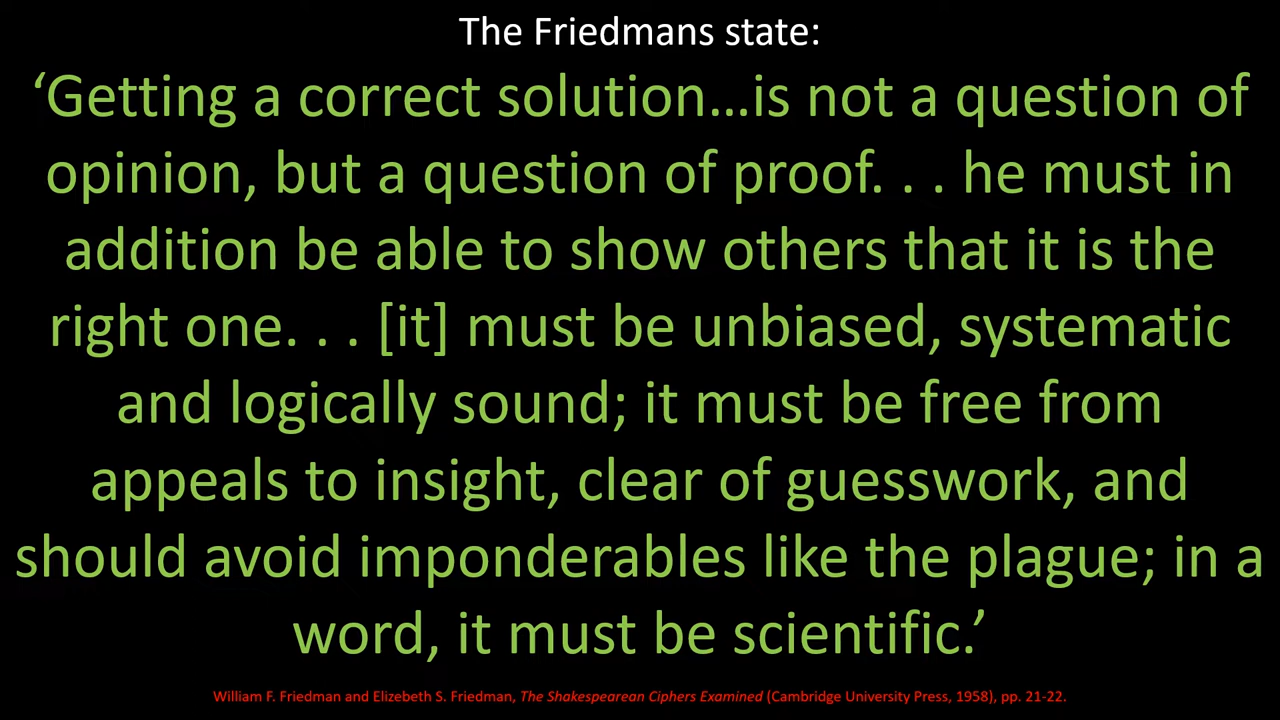 The Friedmans state:
‘Getting a correct solution…is not a question of
opinion, but a question of proof. . . he must in
addition be able to show others that it is the
right one. . . [it] must be unbiased, systematic
and logically sound; it must be free from
appeals to insight, clear of guesswork, and
should avoid imponderables like the plague; in a
word, it must be scientific.’
William F. Friedman and Elizebeth S. Friedman, The Shakespearean Ciphers Examined (Cambridge University Press, 1958), pp. 21-22.